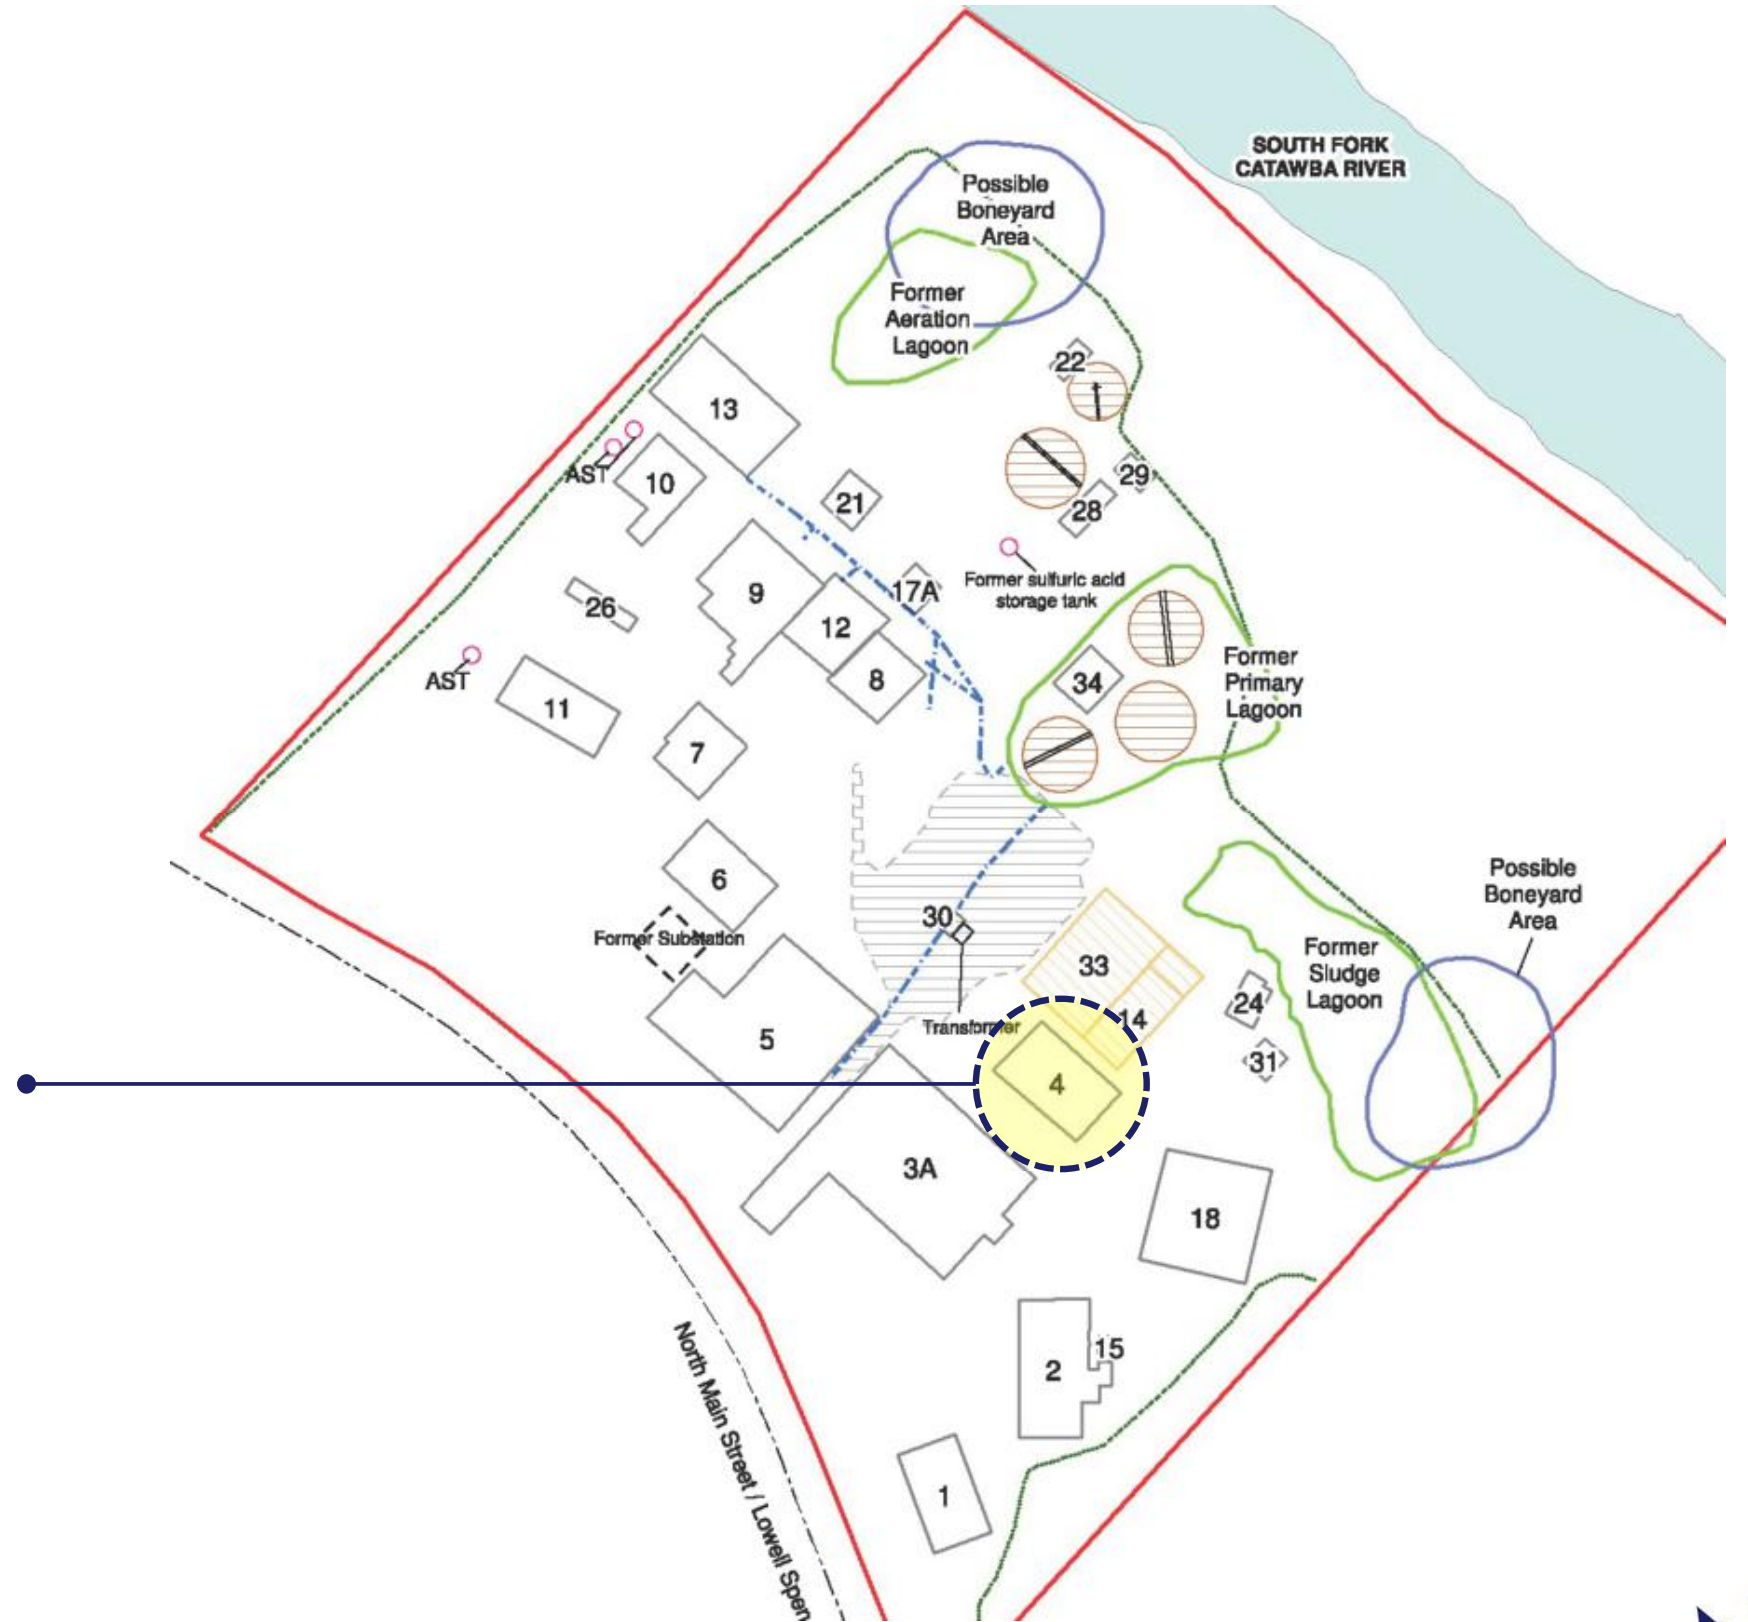 SOUTH FORK
CATAWBA RIVER
Possible
Boneyard
Area
Former
Aeration
Lagoon
22
13
AST
10
21
29
28
Former sulfuric acid
storage tank
17A
9
26
12
AST
8
34
Former
Primary
Lagoon
11
7
6
30
Former Substation
33
Possible
Boneyard
Area
Former
Sludge
Lagoon
24
14
Transformer
5
31
4
3A
18
15
2
1
North Main Street / Lowell Spen